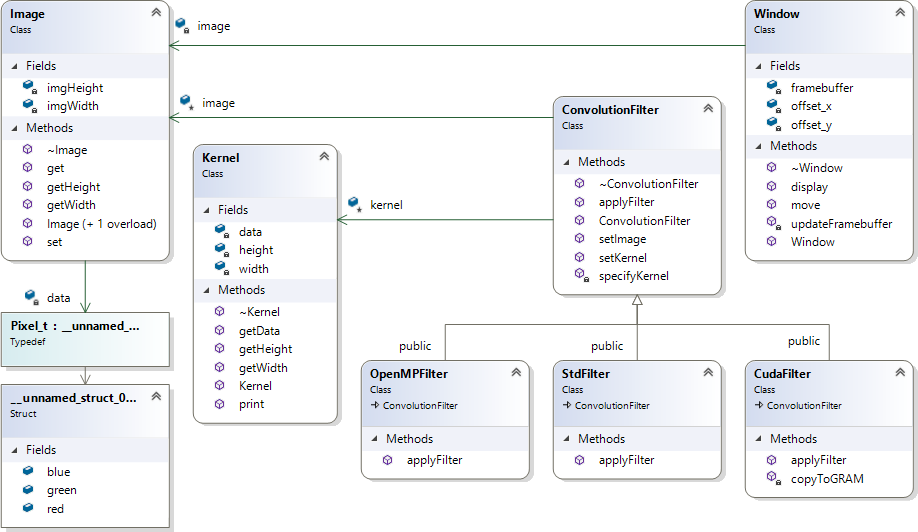 Image
Class
Fields
imgHeight
imgWidth
Methods
~Image
get
getHeight
getWidth
Image (+ 1 overload)
set
image
image
data
Pixel_t : __unnamed_...
Typedef
__unnamed_struct_0...
Struct
Fields
blue
green
red
Kernel
Class
Fields
data
height
width
Methods
~Kernel
getData
getHeight
getWidth
Kernel
print
kernel
ConvolutionFilter
Class
Methods
~ConvolutionFilter
applyFilter
ConvolutionFilter
setImage
setKernel
specifyKernel
Window
Class
Fields
framebuffer
offset_x
offset_y
Methods
~Window
display
move
updateFramebuffer
Window
public
public
public
OpenMPFilter
Class
ConvolutionFilter
Methods
applyFilter
StdFilter
Class
ConvolutionFilter
Methods
applyFilter
CudaFilter
Class
ConvolutionFilter
Methods
applyFilter
copyToGRAM